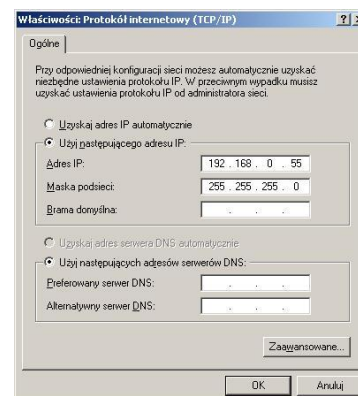 Właściwości: Protokół internetowy (TCP/IP)
Ogólne
Przy odpowiedniej konfiguracji sieci możesz automatycznie uzyskać
niezbędne ustawienia protokołu IP. W przeciwnym wypadku musisz
uzyskać ustawienia protokołu IP od administratora sieci.
Uzyskaj adres IP automatycznie
Użyj następującego adresu IP:
Adres IP: 192 . 168 . 0 . 55
Maska podsieci: 255 . 255 . 255 . 0
Brama domyślna: . . .
Uzyskaj adres serwera DNS automatycznie
Użyj następujących adresów serwerów DNS:
Preferowany serwer DNS: . . .
Alternatywny serwer DNS: . . .
Zaawansowane...
OK Anuluj